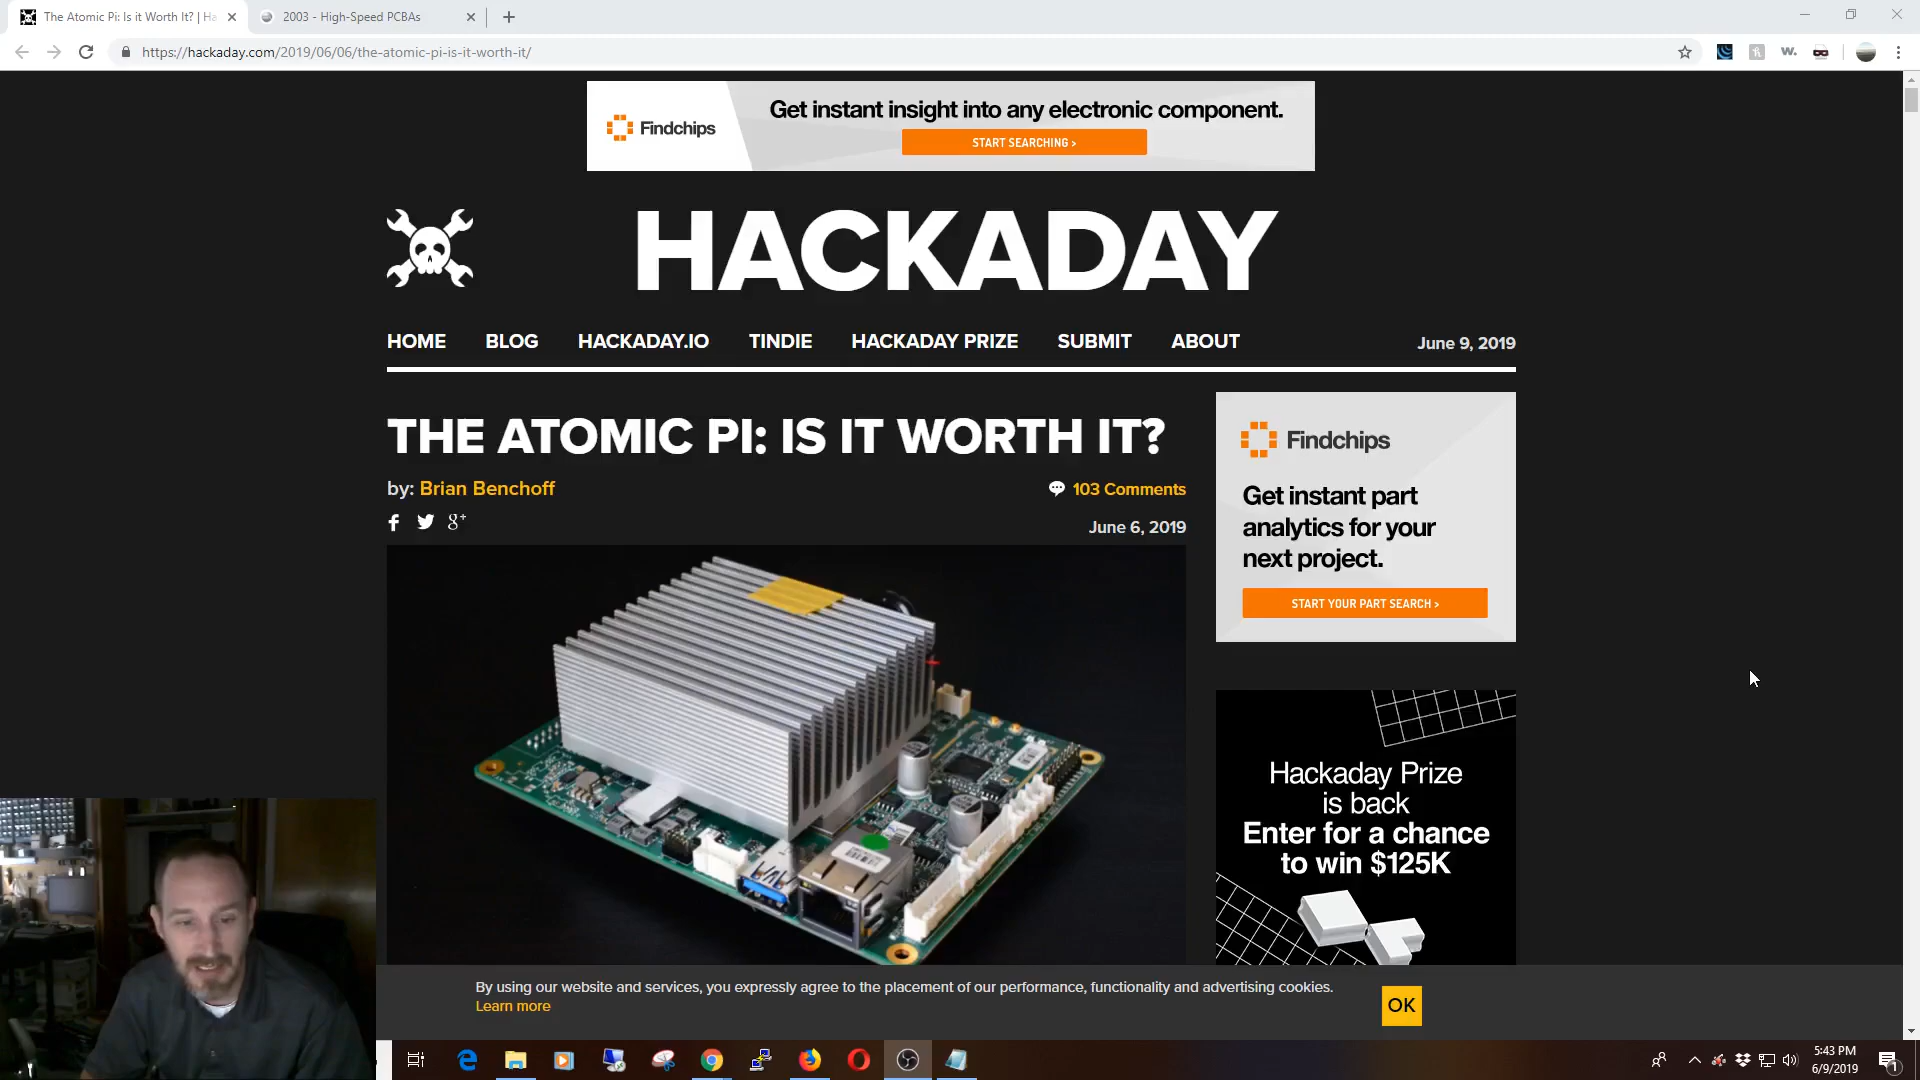 The Atomic Pi: Is it Worth It? | Ha
2003 - High-Speed PCBAs
https://hackaday.com/2019/06/06/the-atomic-pi-is-it-worth-it/
w.
Findchips
Get instant insight into any electronic component.
START SEARCHING >
HACKADAY
HOME BLOG HACKADAY.IO TINDIE HACKADAY PRIZE SUBMIT ABOUT
June 9, 2019
THE ATOMIC PI: IS IT WORTH IT?
by: Brian Benchoff
103 Comments
June 6, 2019
Findchips
Get instant part
analytics for your
next project.
START YOUR PART SEARCH >
Hackaday Prize
is back
Enter for a chance
to win $125K
By using our website and services, you expressly agree to the placement of our performance, functionality and advertising cookies.
Learn more
OK
5:43 PM
6/9/2019
1